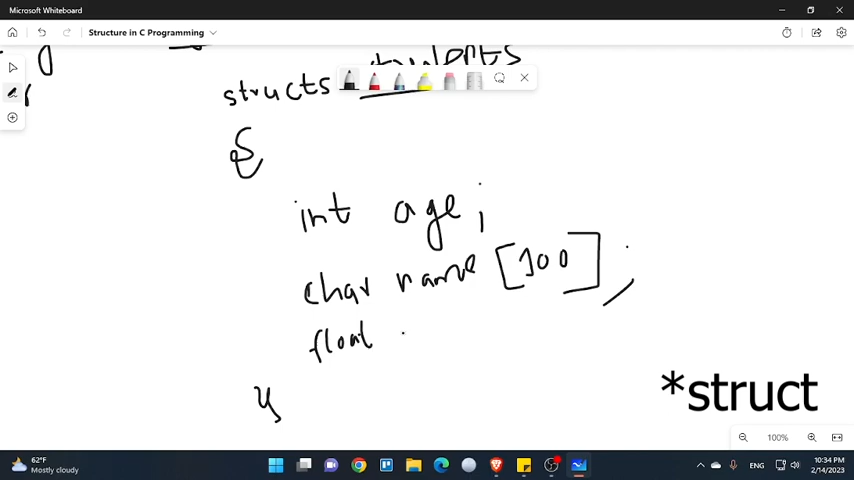 Microsoft Whiteboard
Structure in C Programming
students
structs
{
int age;
char name [100];
float
}
*struct
100%
62°F
Mostly cloudy
ENG
10:34 PM
2/14/2023